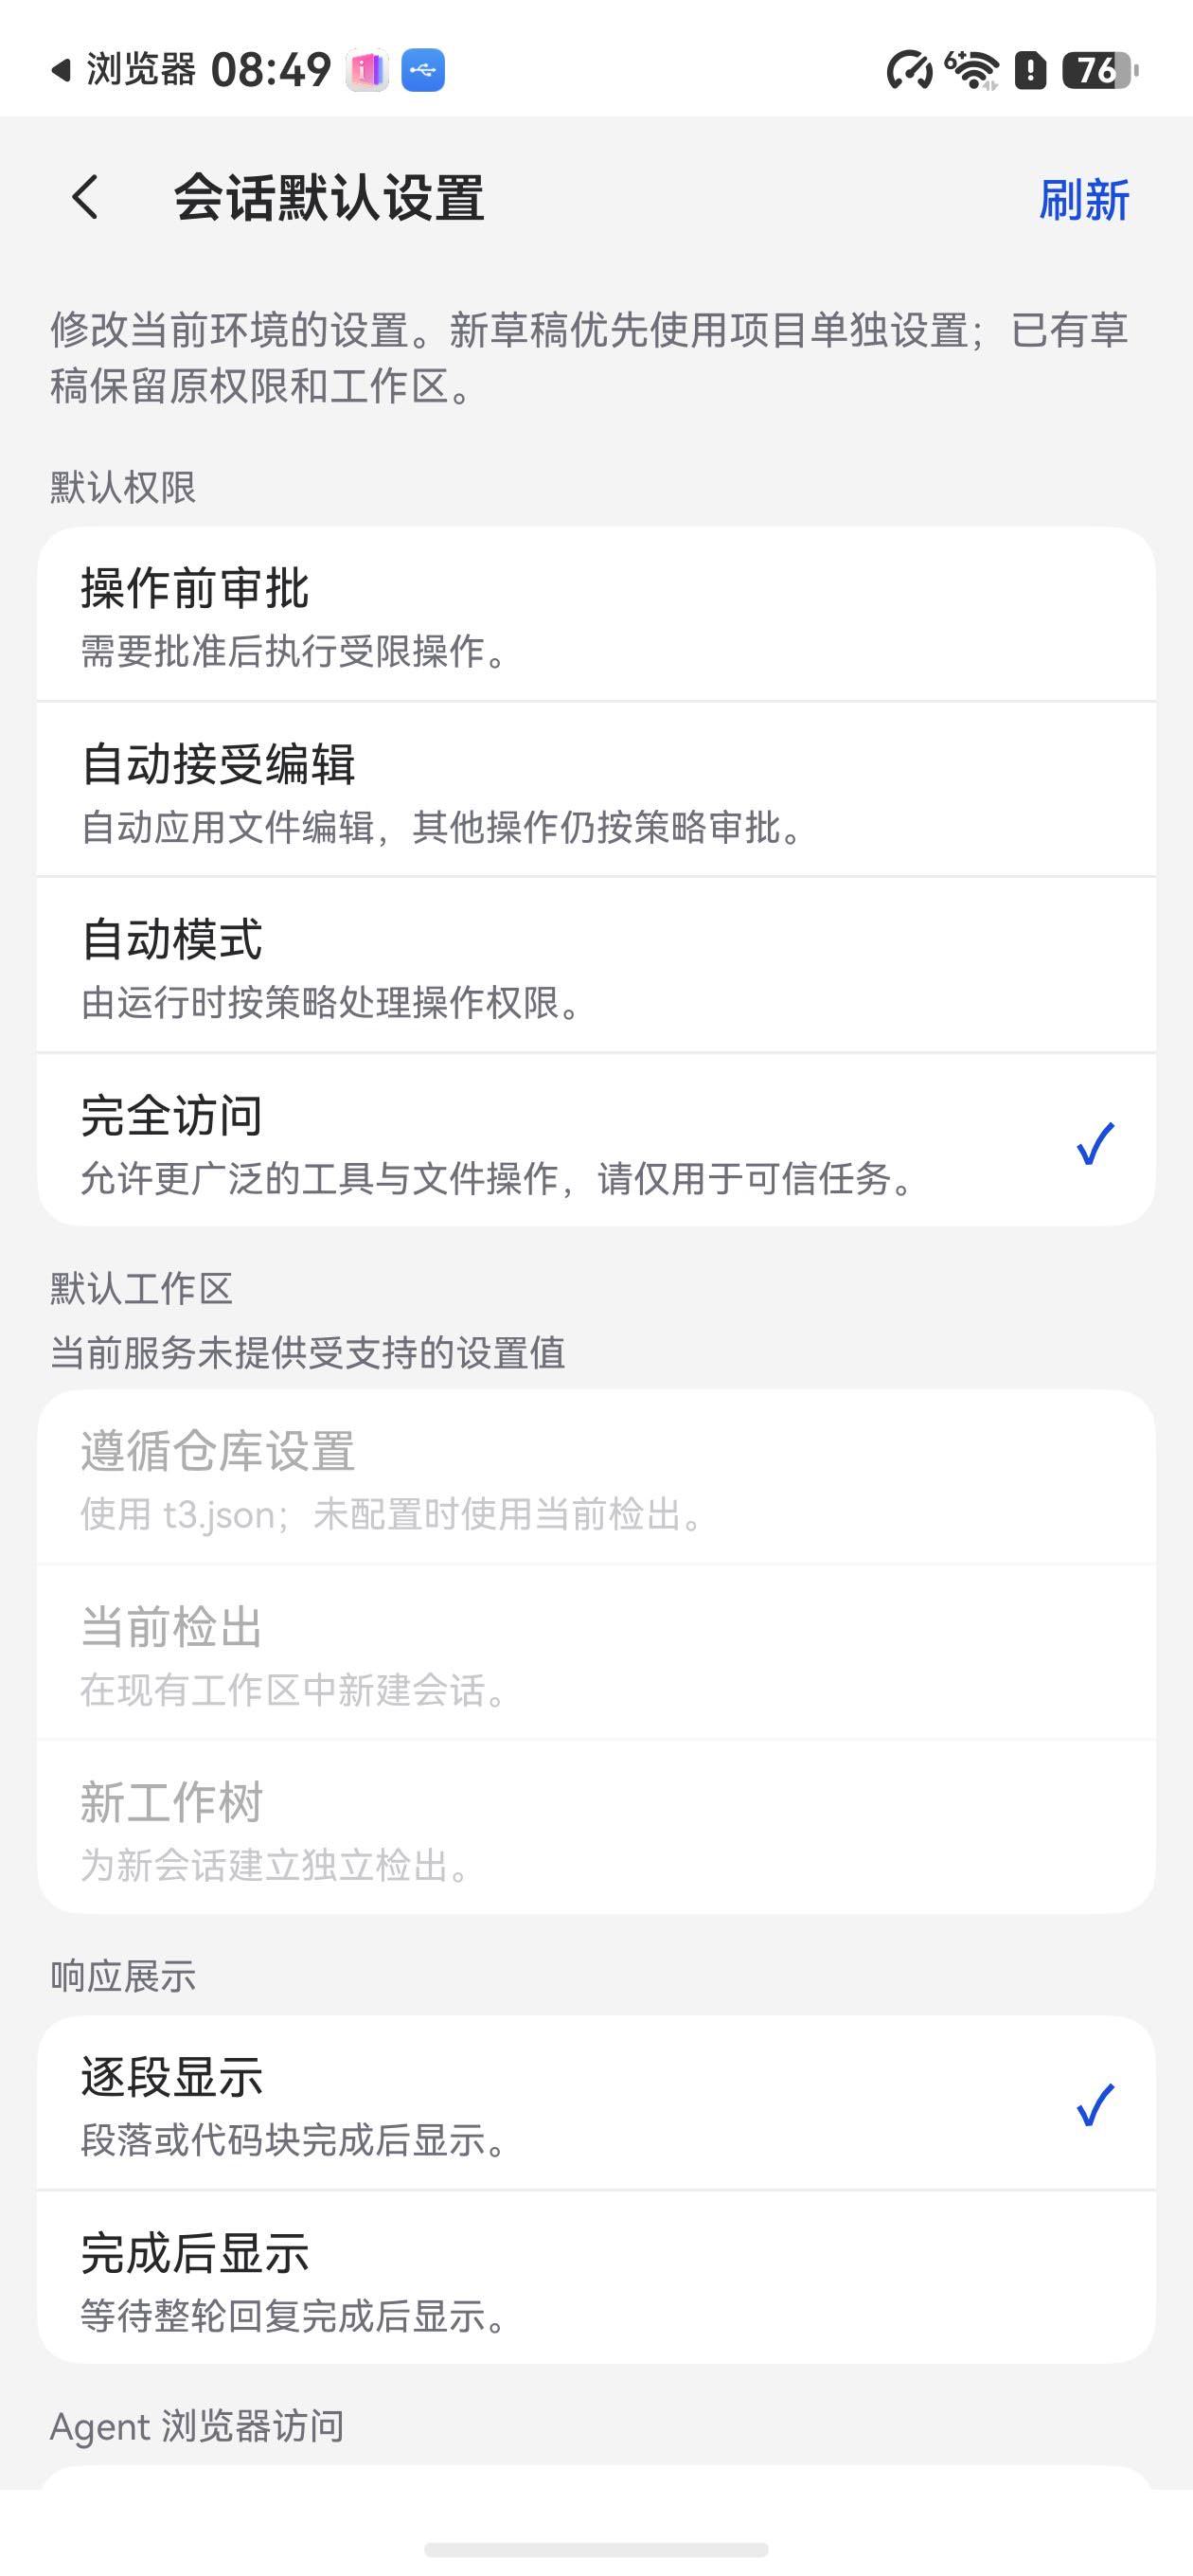 浏览器 08:49
76
会话默认设置
刷新
修改当前环境的设置。新草稿优先使用项目单独设置；已有草
稿保留原权限和工作区。
默认权限
操作前审批
需要批准后执行受限操作。
自动接受编辑
自动应用文件编辑，其他操作仍按策略审批。
自动模式
由运行时按策略处理操作权限。
完全访问
允许更广泛的工具与文件操作，请仅用于可信任务。
默认工作区
当前服务未提供受支持的设置值
遵循仓库设置
使用 t3.json；未配置时使用当前检出。
当前检出
在现有工作区中新建会话。
新工作树
为新会话建立独立检出。
响应展示
逐段显示
段落或代码块完成后显示。
完成后显示
等待整轮回复完成后显示。
Agent 浏览器访问